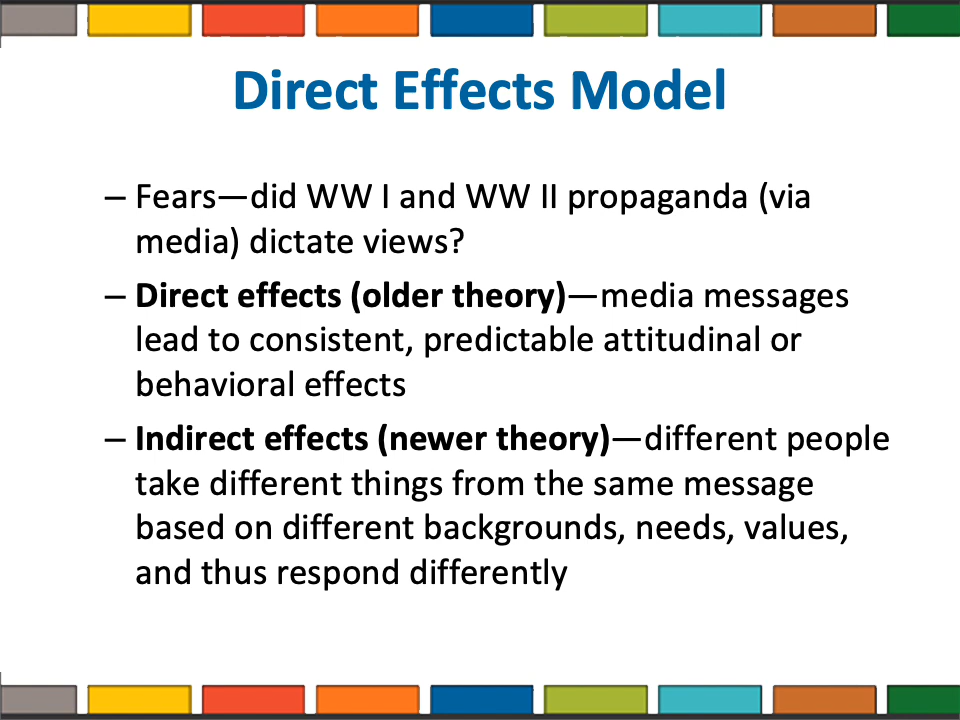 Direct Effects Model
– Fears—did WW I and WW II propaganda (via
media) dictate views?
– Direct effects (older theory)—media messages
lead to consistent, predictable attitudinal or
behavioral effects
– Indirect effects (newer theory)—different people
take different things from the same message
based on different backgrounds, needs, values,
and thus respond differently